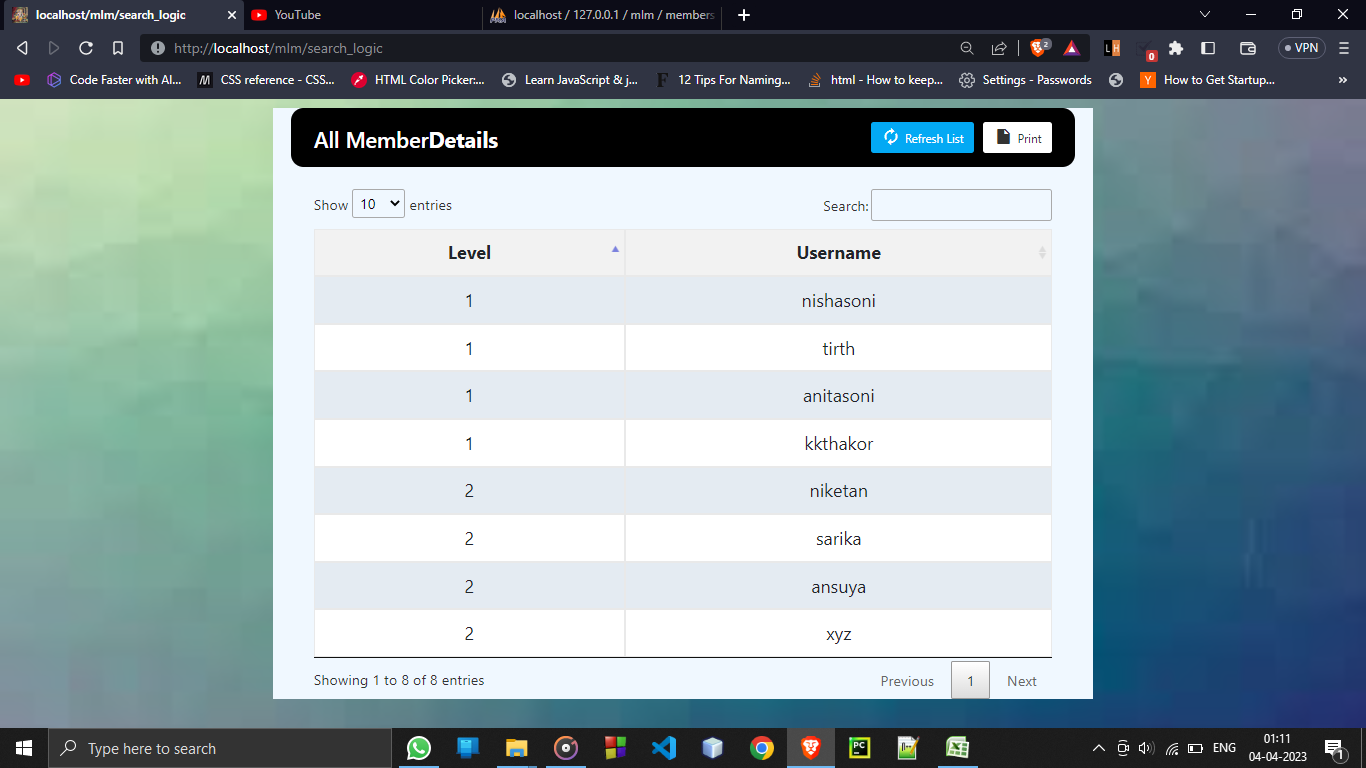 localhost/mlm/search_logic
YouTube
localhost / 127.0.0.1 / mlm / members
http://localhost/mlm/search_logic
2
L H
0
VPN
Code Faster with AI...
M
CSS reference - CSS...
HTML Color Picker:...
Learn JavaScript & j...
F
12 Tips For Naming...
html - How to keep...
Settings - Passwords
Y
How to Get Startup...
»
All MemberDetails
Refresh List
Print
Show 10 entries
Search:
Level Username
1 nishasoni
1 tirth
1 anitasoni
1 kkthakor
2 niketan
2 sarika
2 ansuya
2 xyz
Showing 1 to 8 of 8 entries
Previous 1 Next
Type here to search
PC
ENG
01:11
04-04-2023
1